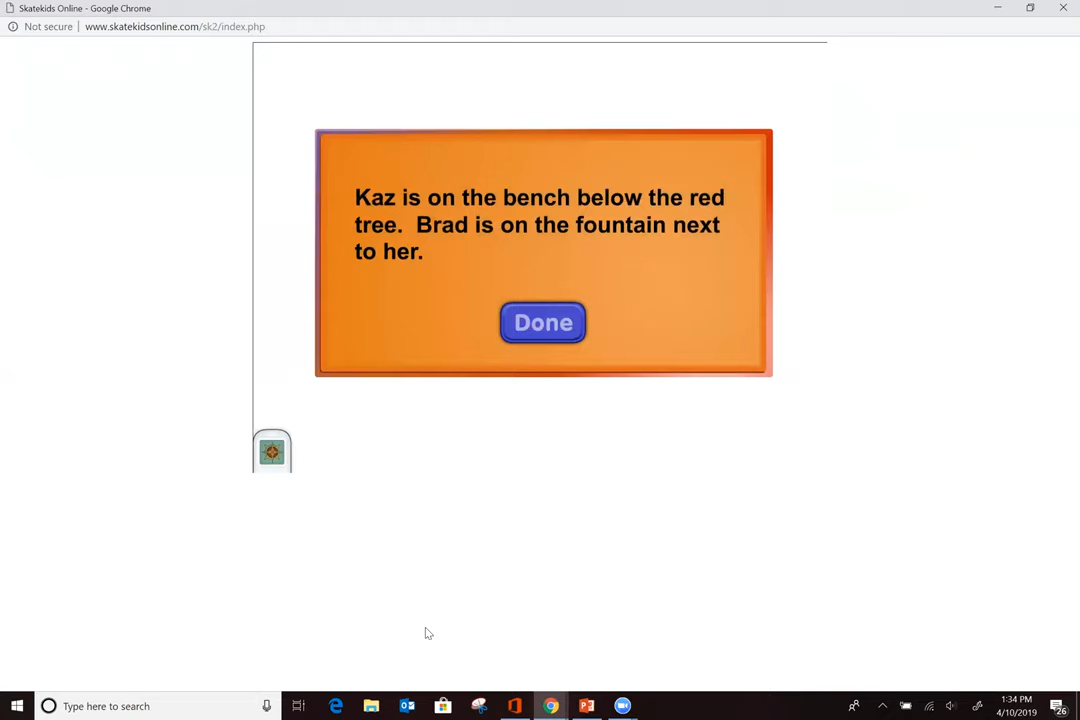 Skatekids Online - Google Chrome
Not secure | www.skatekidsonline.com/sk2/index.php
Kaz is on the bench below the red
tree. Brad is on the fountain next
to her.
Done
Type here to search
1:34 PM
4/10/2019
26